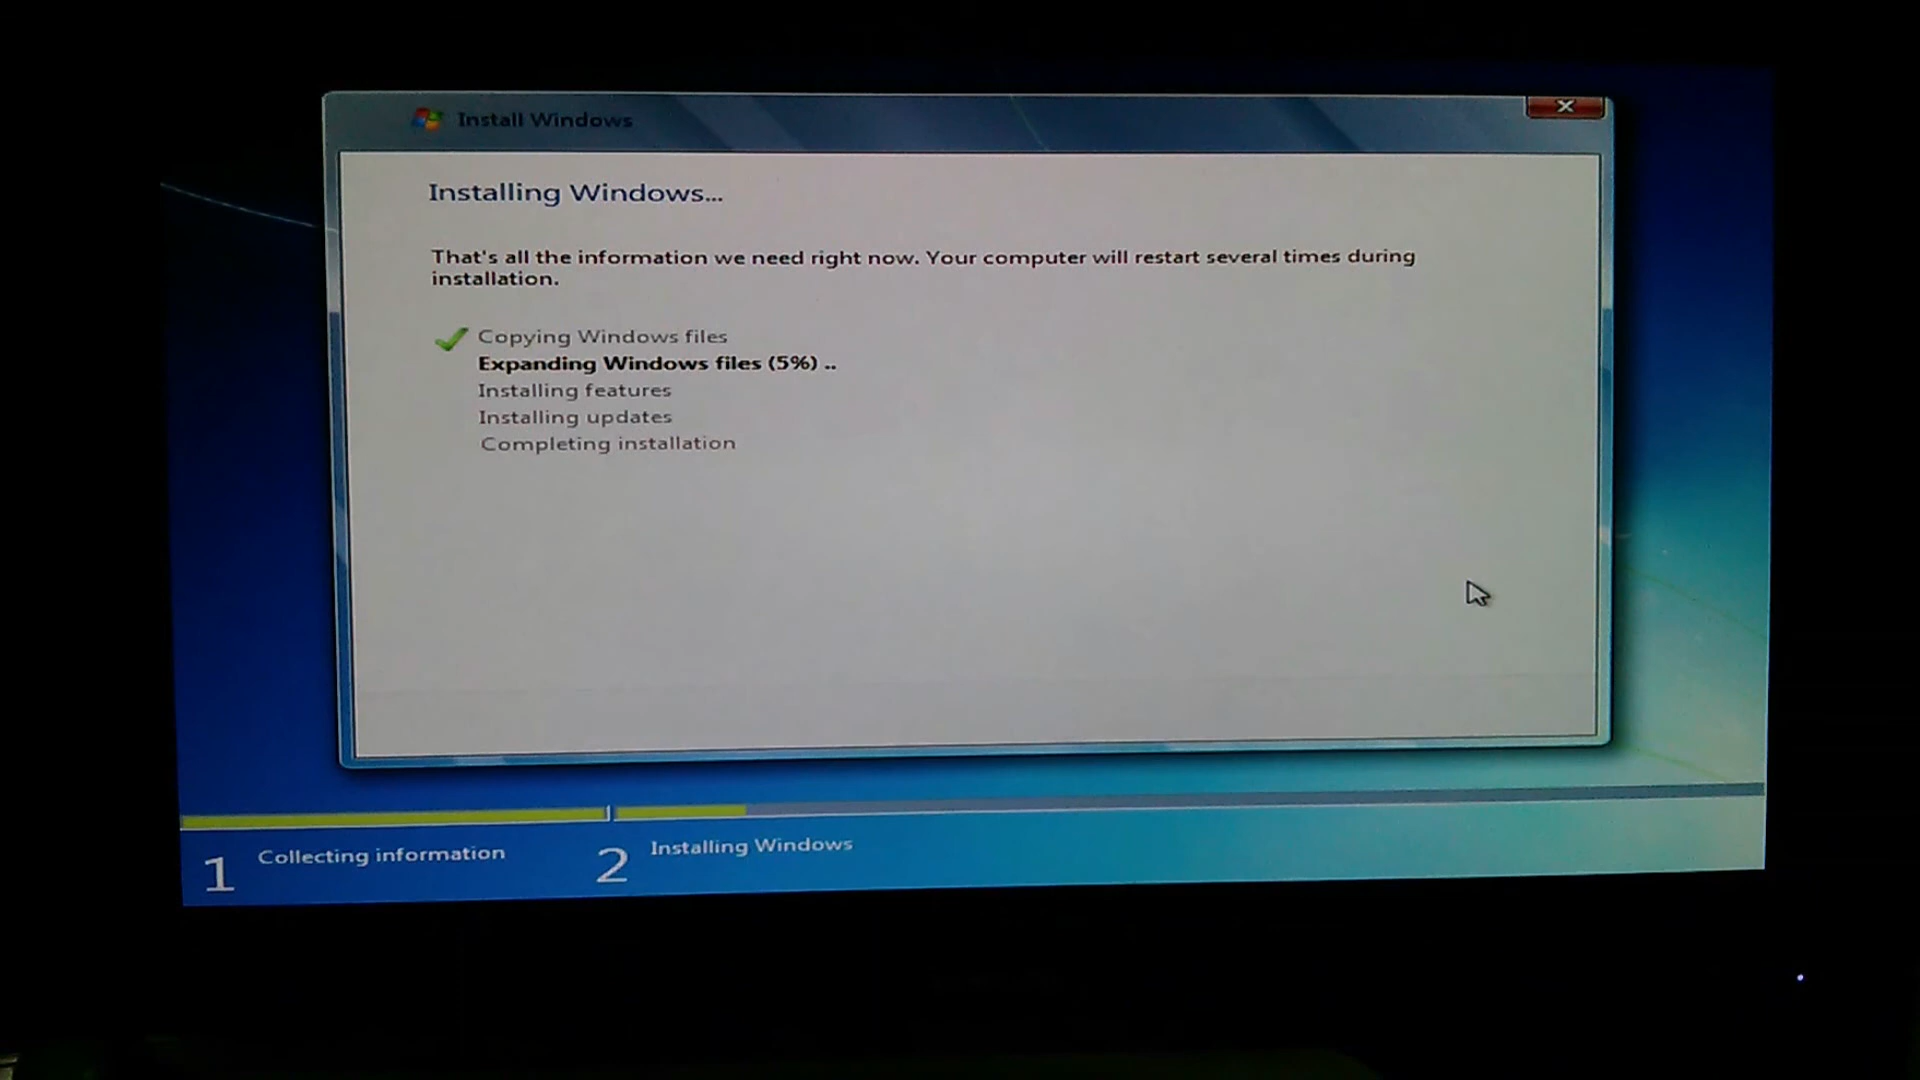 Install Windows
Installing Windows...
That's all the information we need right now. Your computer will restart several times during
installation.
Copying Windows files
Expanding Windows files (5%) ..
Installing features
Installing updates
Completing installation
1 Collecting information
2 Installing Windows